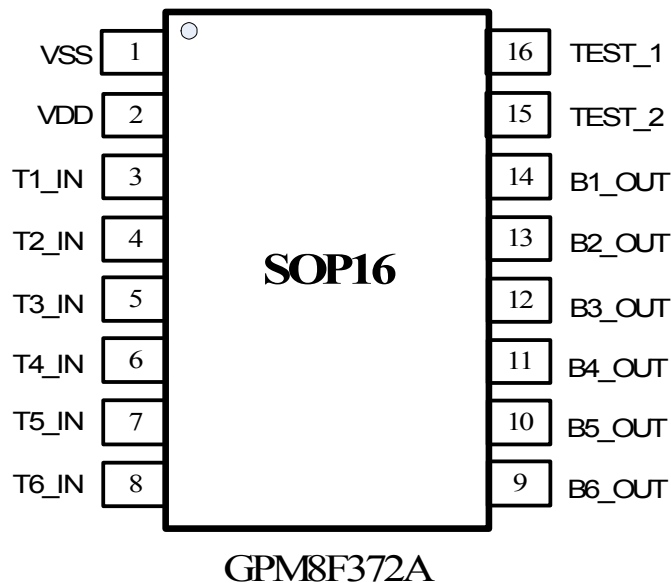 VSS 1 16 TEST_1
VDD 2 15 TEST_2
T1_IN 3 14 B1_OUT
T2_IN 4 13 B2_OUT
SOP16
T3_IN 5 12 B3_OUT
T4_IN 6 11 B4_OUT
T5_IN 7 10 B5_OUT
T6_IN 8 9 B6_OUT
GPM8F372A